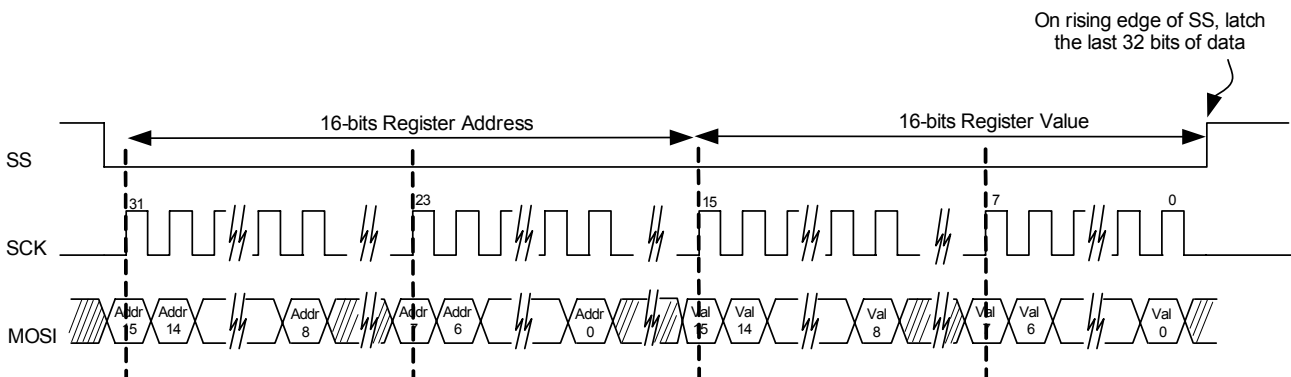 On rising edge of SS, latch
the last 32 bits of data
16-bits Register Address
16-bits Register Value
SS
31
23
15
7
0
SCK
Addr
15
Addr
14
Addr
8
Addr
7
Addr
6
Addr
0
Val
15
Val
14
Val
8
Val
7
Val
6
Val
0
MOSI